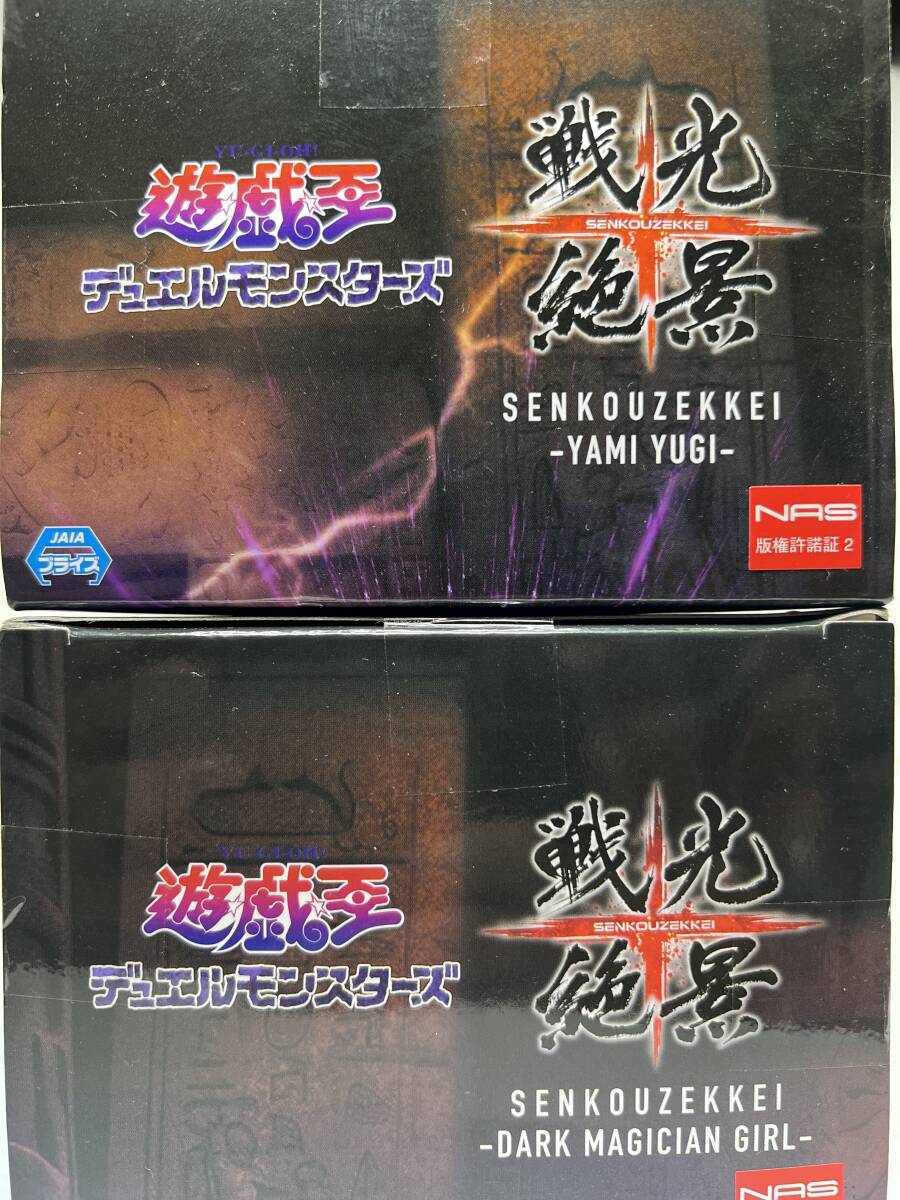 YU-GI-OH!
遊戯王
デュエルモンスターズ
戦光
SENKOUZEKKEI
絶景
SENKOUZEKKEI
-YAMI YUGI-
JAIA
プライズ
NAS
版権許諾証2
YU-GI-OH!
遊戯王
デュエルモンスターズ
戦光
SENKOUZEKKEI
絶景
SENKOUZEKKEI
-DARK MAGICIAN GIRL-
NAS